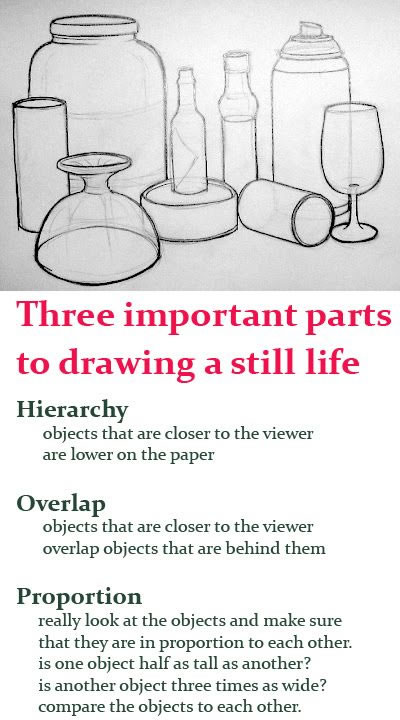 Three important parts
to drawing a still life
Hierarchy
objects that are closer to the viewer
are lower on the paper
Overlap
objects that are closer to the viewer
overlap objects that are behind them
Proportion
really look at the objects and make sure
that they are in proportion to each other.
is one object half as tall as another?
is another object three times as wide?
compare the objects to each other.